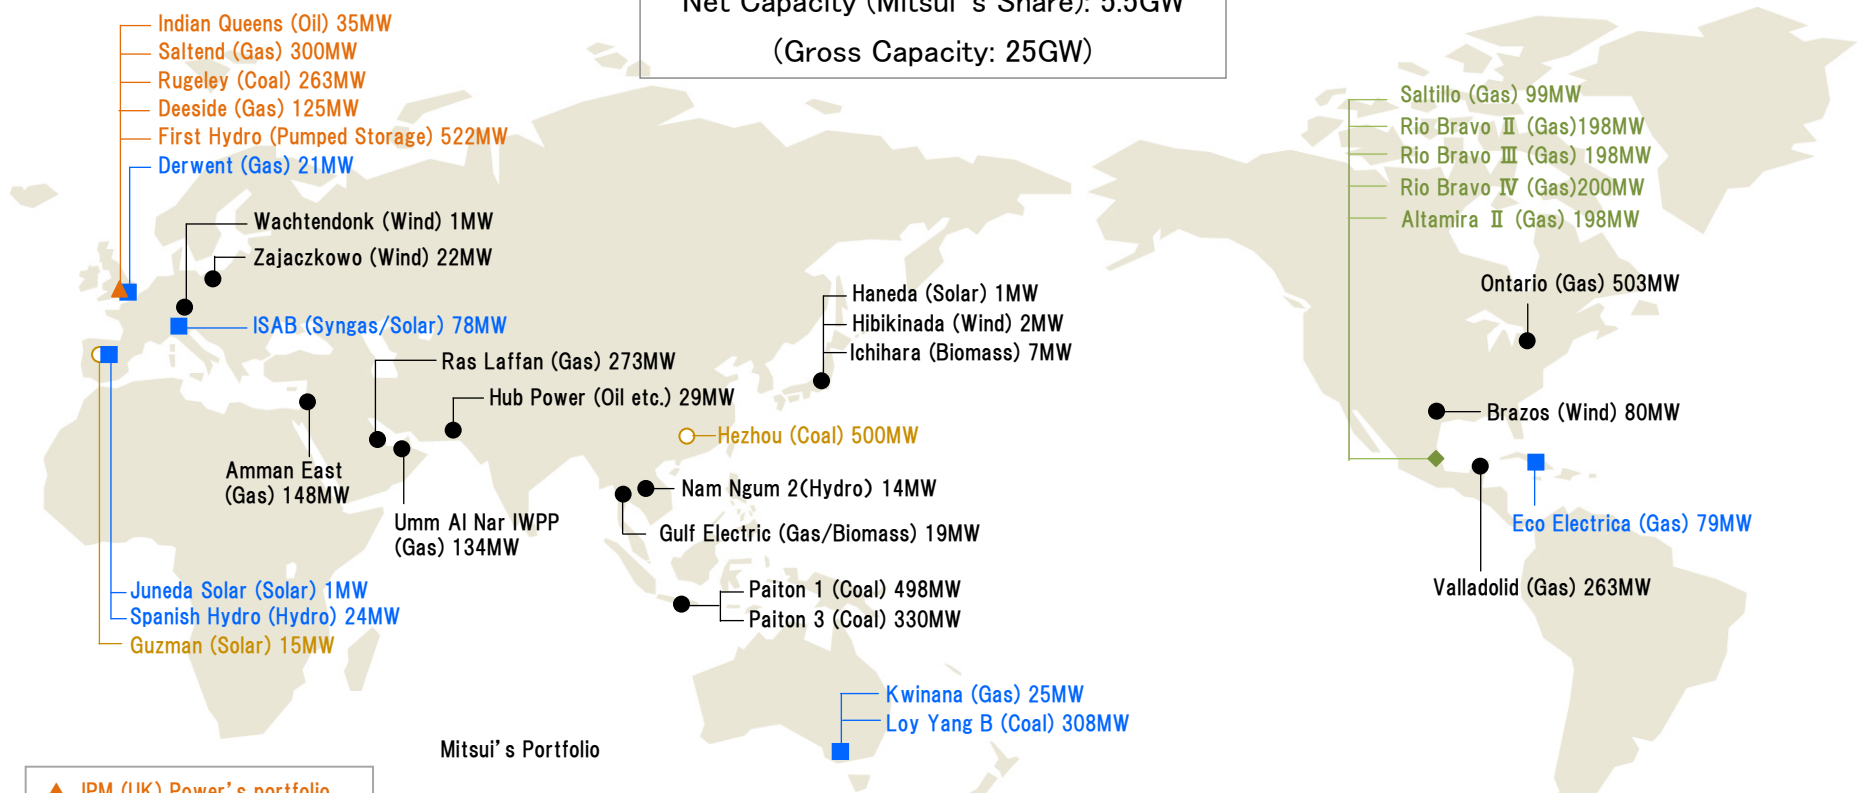 Net Capacity (Mitsui's Share): 5.5GW
(Gross Capacity: 25GW)
Indian Queens (Oil) 35MW
Saltend (Gas) 300MW
Rugeley (Coal) 263MW
Deeside (Gas) 125MW
First Hydro (Pumped Storage) 522MW
Derwent (Gas) 21MW
Wachtendonk (Wind) 1MW
Zajaczkowo (Wind) 22MW
ISAB (Syngas/Solar) 78MW
Ras Laffan (Gas) 273MW
Hub Power (Oil etc.) 29MW
Amman East
(Gas) 148MW
Umm Al Nar IWPP
(Gas) 134MW
Juneda Solar (Solar) 1MW
Spanish Hydro (Hydro) 24MW
Guzman (Solar) 15MW
Haneda (Solar) 1MW
Hibikinada (Wind) 2MW
Ichihara (Biomass) 7MW
Hezhou (Coal) 500MW
Nam Ngum 2(Hydro) 14MW
Gulf Electric (Gas/Biomass) 19MW
Paiton 1 (Coal) 498MW
Paiton 3 (Coal) 330MW
Kwinana (Gas) 25MW
Loy Yang B (Coal) 308MW
Saltillo (Gas) 99MW
Rio Bravo Ⅱ (Gas)198MW
Rio Bravo Ⅲ (Gas) 198MW
Rio Bravo Ⅳ (Gas)200MW
Altamira Ⅱ (Gas) 198MW
Ontario (Gas) 503MW
Brazos (Wind) 80MW
Eco Electrica (Gas) 79MW
Valladolid (Gas) 263MW
Mitsui's Portfolio
IPM (UK) Power's portfolio